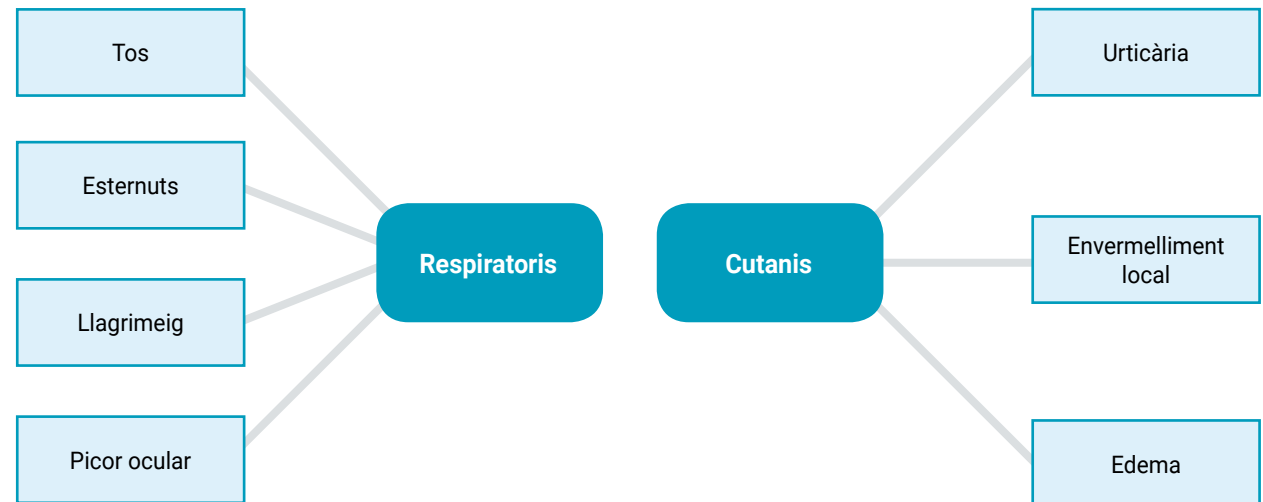 Tos
Esternuts
Llagrimeig
Picor ocular
Respiratoris
Cutanis
Urticària
Envermelliment
local
Edema